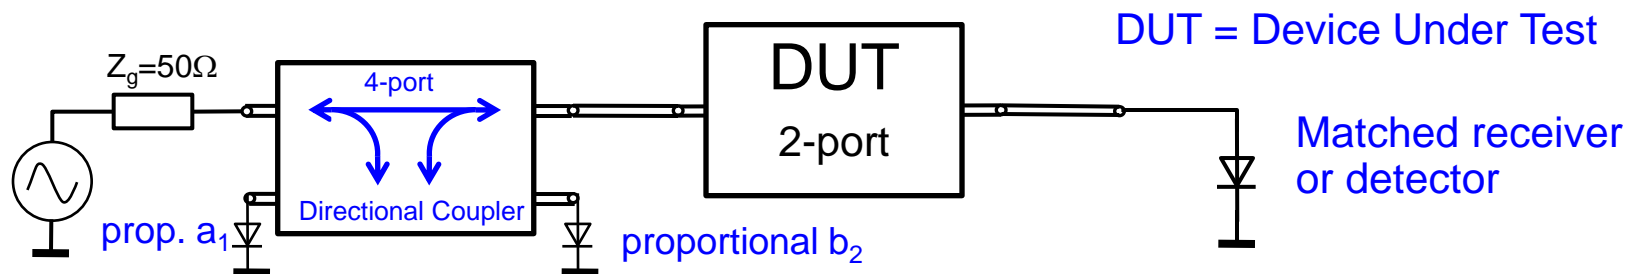 DUT = Device Under Test
Z_g=50Ω
4-port
DUT
2-port
Matched receiver
or detector
Directional Coupler
prop. a₁
proportional b₂